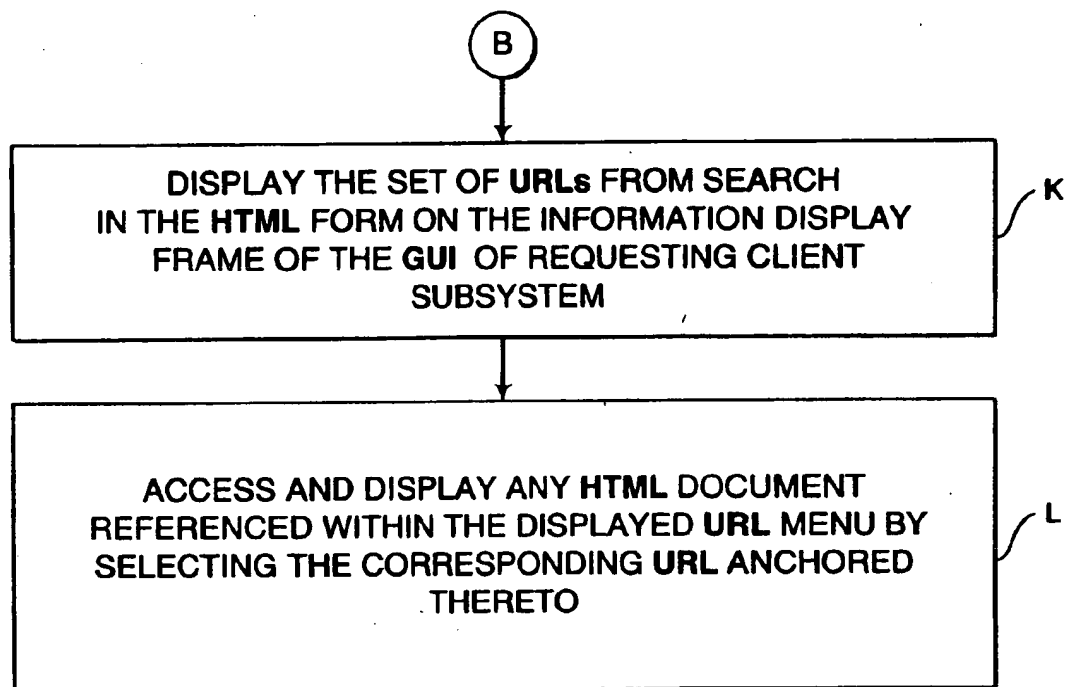 B
DISPLAY THE SET OF URLs FROM SEARCH
IN THE HTML FORM ON THE INFORMATION DISPLAY
FRAME OF THE GUI OF REQUESTING CLIENT
SUBSYSTEM
K
ACCESS AND DISPLAY ANY HTML DOCUMENT
REFERENCED WITHIN THE DISPLAYED URL MENU BY
SELECTING THE CORRESPONDING URL ANCHORED
THERETO
L